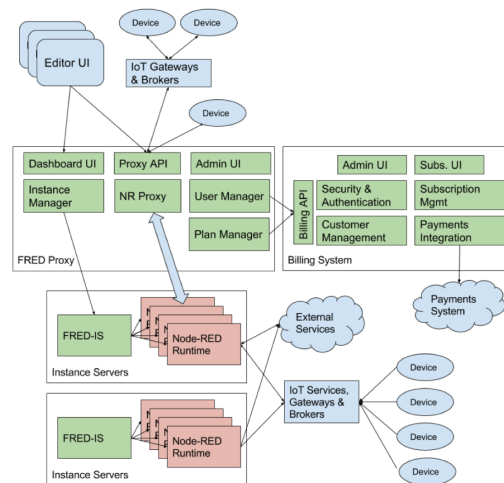 Device
Device
Editor UI
IoT Gateways
& Brokers
Device
Dashboard UI
Proxy API
Admin UI
Instance
Manager
NR Proxy
User Manager
Plan Manager
FRED Proxy
Admin UI
Subs. UI
Billing API
Security &
Authentication
Subscription
Mgmt
Customer
Management
Payments
Integration
Billing System
Payments
System
FRED-IS
Node-RED
Runtime
Instance Servers
External
Services
IoT Services,
Gateways &
Brokers
Device
Device
Device
Device
FRED-IS
Node-RED
Runtime
Instance Servers